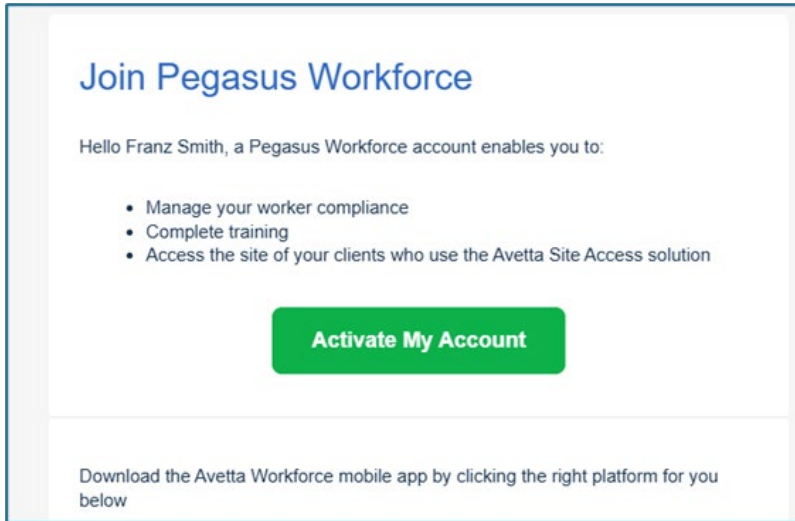 Join Pegasus Workforce
Hello Franz Smith, a Pegasus Workforce account enables you to:
• Manage your worker compliance
• Complete training
• Access the site of your clients who use the Avetta Site Access solution
Activate My Account
Download the Avetta Workforce mobile app by clicking the right platform for you
below